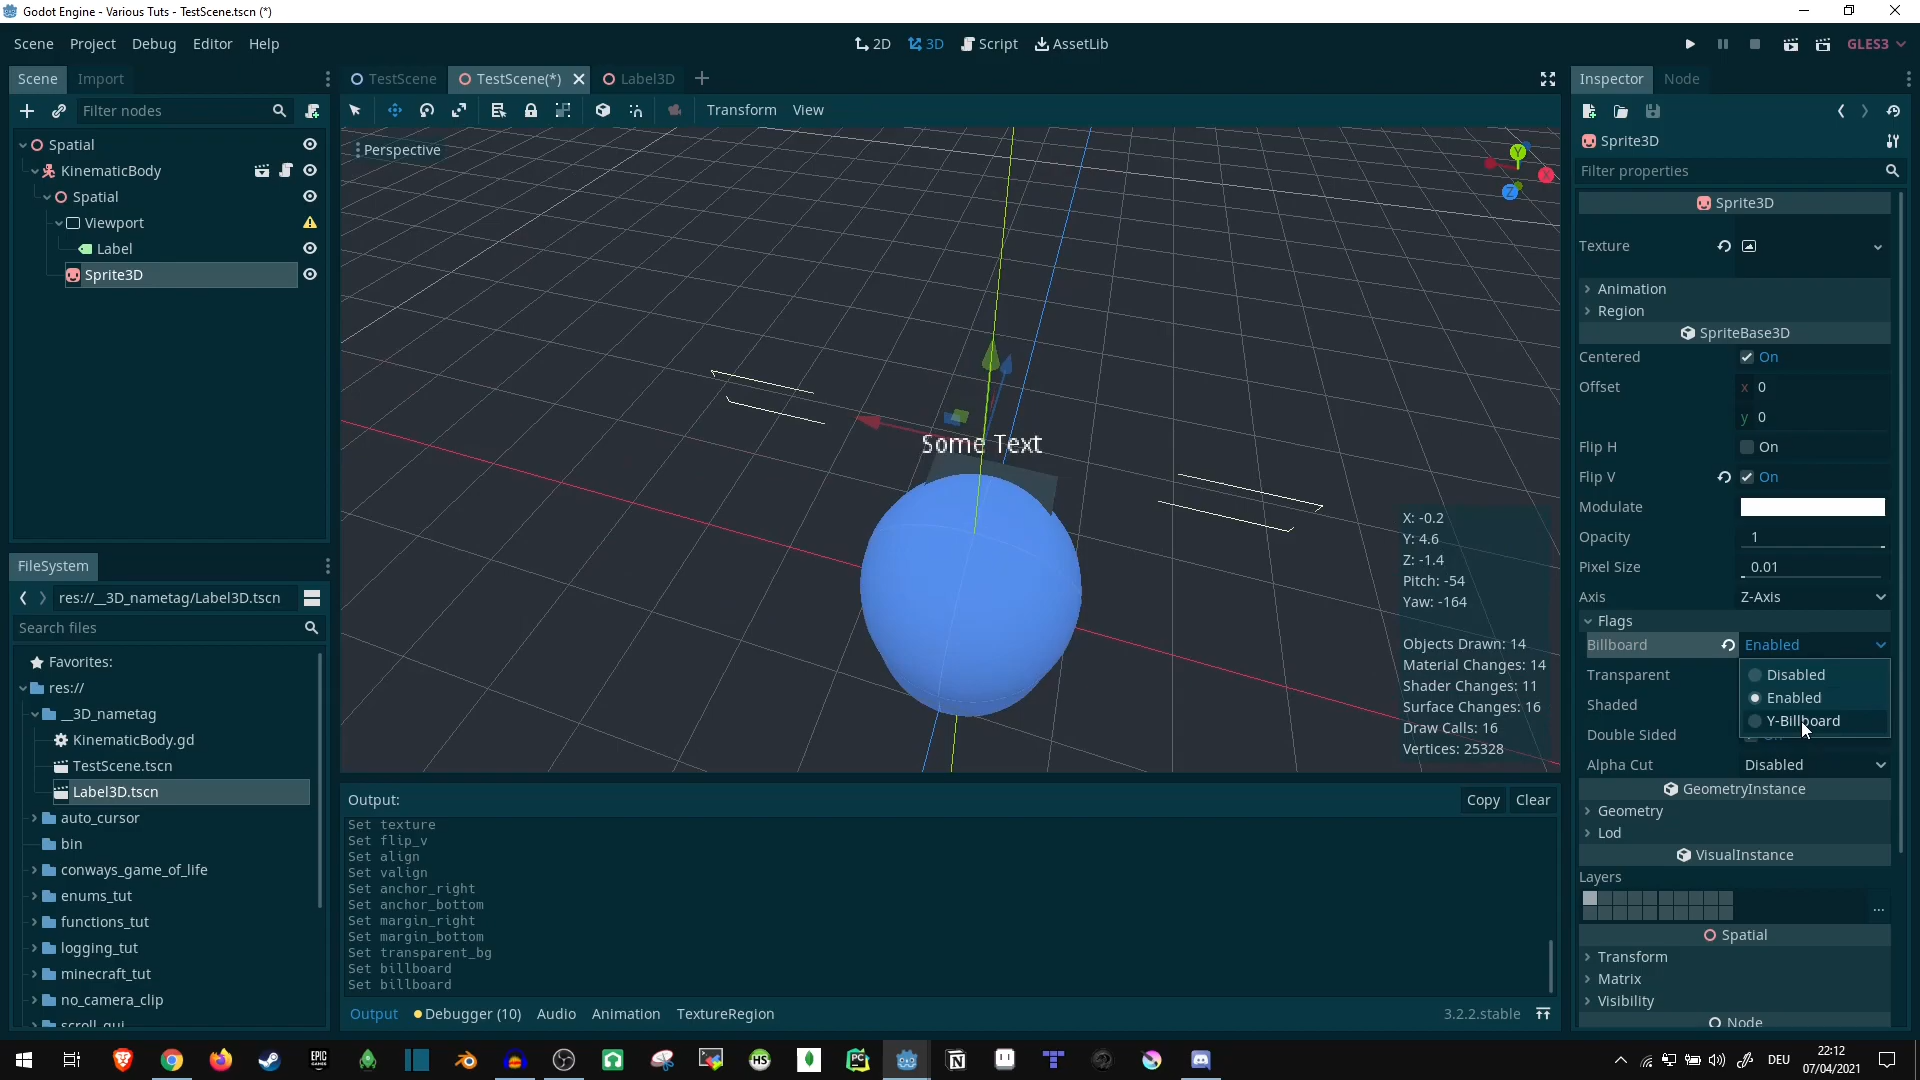 Godot Engine - Various Tuts - TestScene.tscn (*)
Scene Project Debug Editor Help
2D 3D Script AssetLib
GLES3
Scene Import
TestScene TestScene(*) Label3D
Inspector Node
Filter nodes
Transform View
Spatial
KinematicBody
Spatial
Viewport
Label
Sprite3D
Perspective
Y
X
Z
Some Text
X: -0.2
Y: 4.6
Z: -1.4
Pitch: -54
Yaw: -164
Objects Drawn: 14
Material Changes: 14
Shader Changes: 11
Surface Changes: 16
Draw Calls: 16
Vertices: 25328
Sprite3D
Filter properties
Sprite3D
Texture
Animation
Region
SpriteBase3D
Centered On
Offset x 0
y 0
Flip H On
Flip V On
Modulate
Opacity 1
Pixel Size 0.01
Axis Z-Axis
Flags
Billboard Enabled
Transparent
Disabled
Enabled
Shaded
Y-Billboard
Double Sided
Alpha Cut Disabled
GeometryInstance
Geometry
Lod
VisualInstance
Layers
...
Spatial
Transform
Matrix
Visibility
Node
FileSystem
res://__3D_nametag/Label3D.tscn
Search files
Favorites:
res://
__3D_nametag
KinematicBody.gd
TestScene.tscn
Label3D.tscn
auto_cursor
bin
conways_game_of_life
enums_tut
functions_tut
logging_tut
minecraft_tut
no_camera_clip
scroll_gui
Output:
Copy Clear
Set texture
Set flip_v
Set align
Set valign
Set anchor_right
Set anchor_bottom
Set margin_right
Set margin_bottom
Set transparent_bg
Set billboard
Set billboard
Output Debugger (10) Audio Animation TextureRegion
3.2.2.stable
EPIC
GAMES
HS
PC
DEU
22:12
07/04/2021